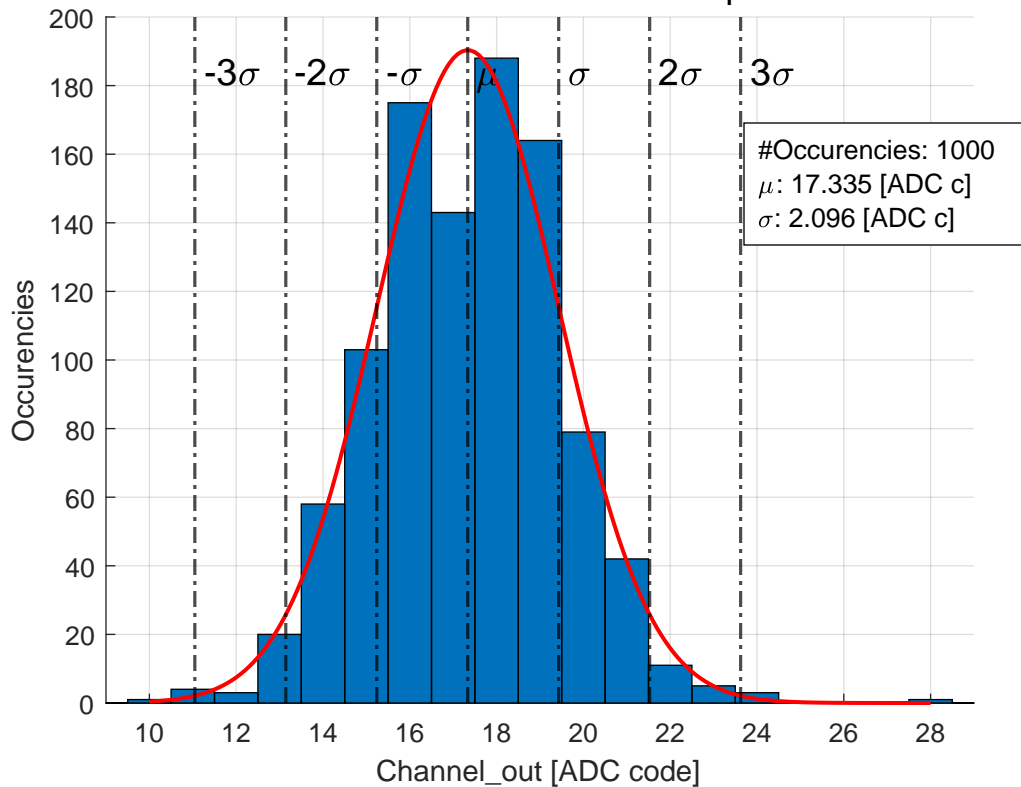 200
180
160
140
120
100
80
60
40
20
0
-3σ -2σ -σ μ σ 2σ 3σ
#Occurencies: 1000
μ: 17.335 [ADC c]
σ: 2.096 [ADC c]
Occurencies
10 12 14 16 18 20 22 24 26 28
Channel_out [ADC code]